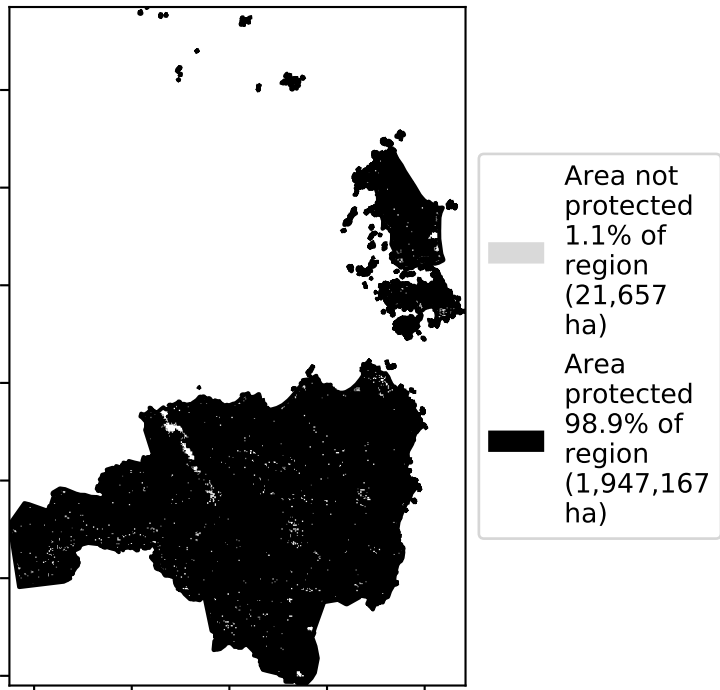 Area not
protected
1.1% of
region
(21,657
ha)
Area
protected
98.9% of
region
(1,947,167
ha)